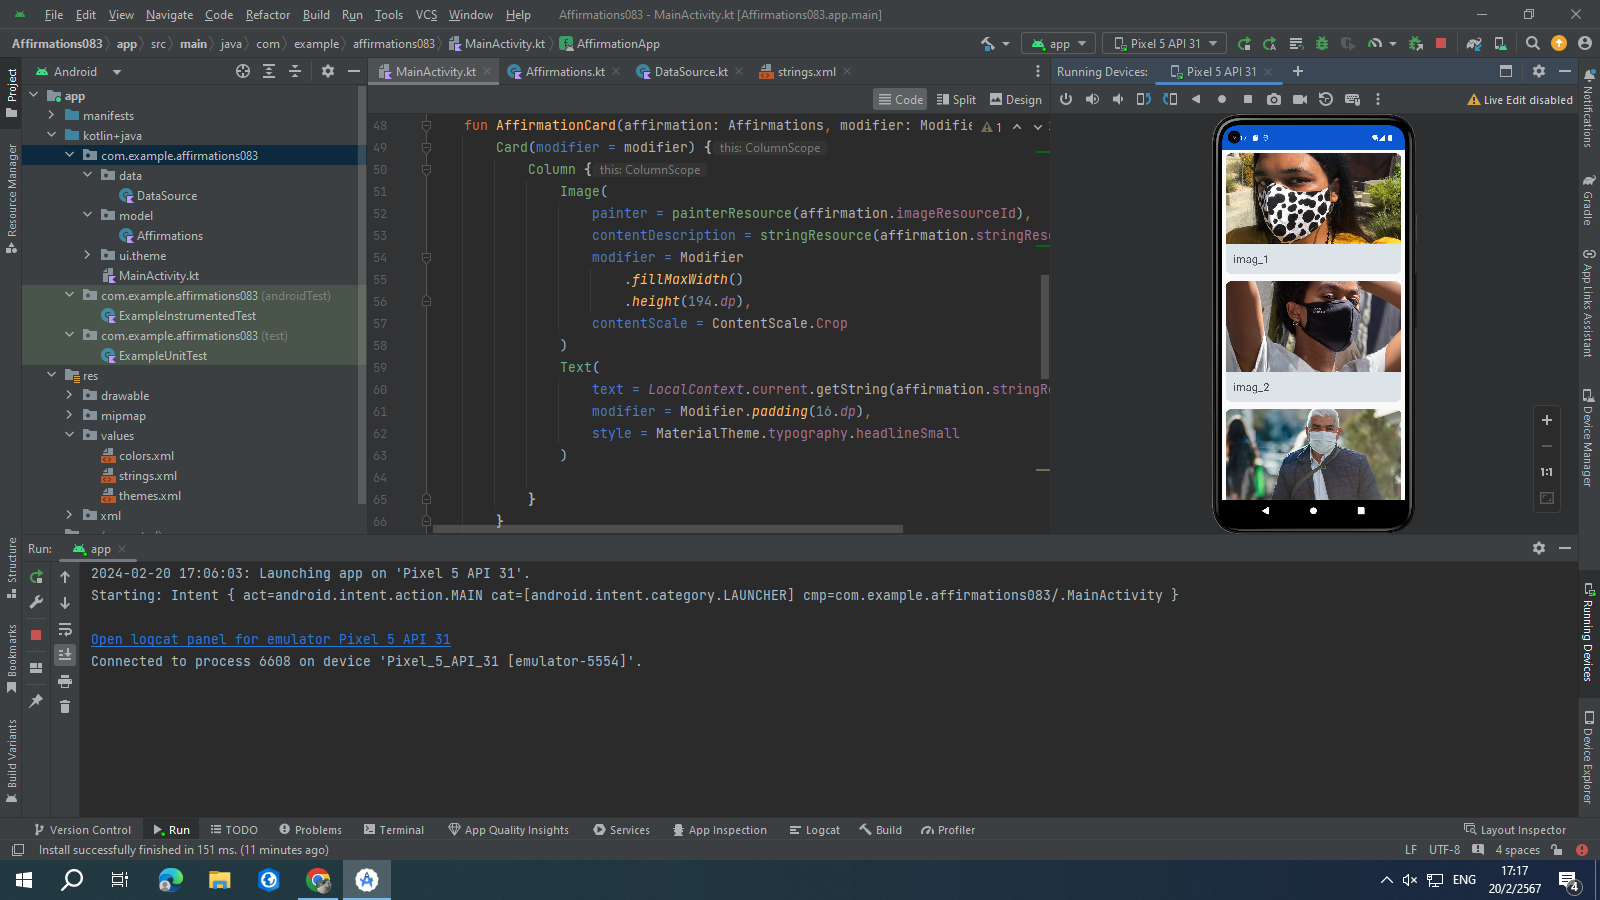 File Edit View Navigate Code Refactor Build Run Tools VCS Window Help Affirmations083 - MainActivity.kt [Affirmations083.app.main]
Affirmations083 app src main java com example affirmations083 MainActivity.kt AffirmationApp app Pixel 5 API 31
Project
Resource Manager
Structure
Bookmarks
Build Variants
Android
app
manifests
kotlin+java
com.example.affirmations083
data
DataSource
model
Affirmations
ui.theme
MainActivity.kt
com.example.affirmations083 (androidTest)
ExampleInstrumentedTest
com.example.affirmations083 (test)
ExampleUnitTest
res
drawable
mipmap
values
colors.xml
strings.xml
themes.xml
xml
MainActivity.kt Affirmations.kt DataSource.kt strings.xml
Code Split Design
48 fun AffirmationCard(affirmation: Affirmations, modifier: Modifie 1
49 Card(modifier = modifier) { this: ColumnScope
50 Column { this: ColumnScope
51 Image(
52 painter = painterResource(affirmation.imageResourceId),
53 contentDescription = stringResource(affirmation.stringReso
54 modifier = Modifier
55 .fillMaxWidth()
56 .height(194.dp),
57 contentScale = ContentScale.Crop
58 )
59 Text(
60 text = LocalContext.current.getString(affirmation.stringRe
61 modifier = Modifier.padding(16.dp),
62 style = MaterialTheme.typography.headlineSmall
63 )
64
65 }
66 }
Running Devices: Pixel 5 API 31
Live Edit disabled
imag_1
imag_2
1:1
Notifications
Gradle
App Links Assistant
Device Manager
Running Devices
Device Explorer
Run: app
2024-02-20 17:06:03: Launching app on 'Pixel 5 API 31'.
Starting: Intent { act=android.intent.action.MAIN cat=[android.intent.category.LAUNCHER] cmp=com.example.affirmations083/.MainActivity }
Open logcat panel for emulator Pixel 5 API 31
Connected to process 6608 on device 'Pixel_5_API_31 [emulator-5554]'.
Version Control Run TODO Problems Terminal App Quality Insights Services App Inspection Logcat Build Profiler Layout Inspector
Install successfully finished in 151 ms. (11 minutes ago) LF UTF-8 4 spaces
ENG
17:17
20/2/2567
4